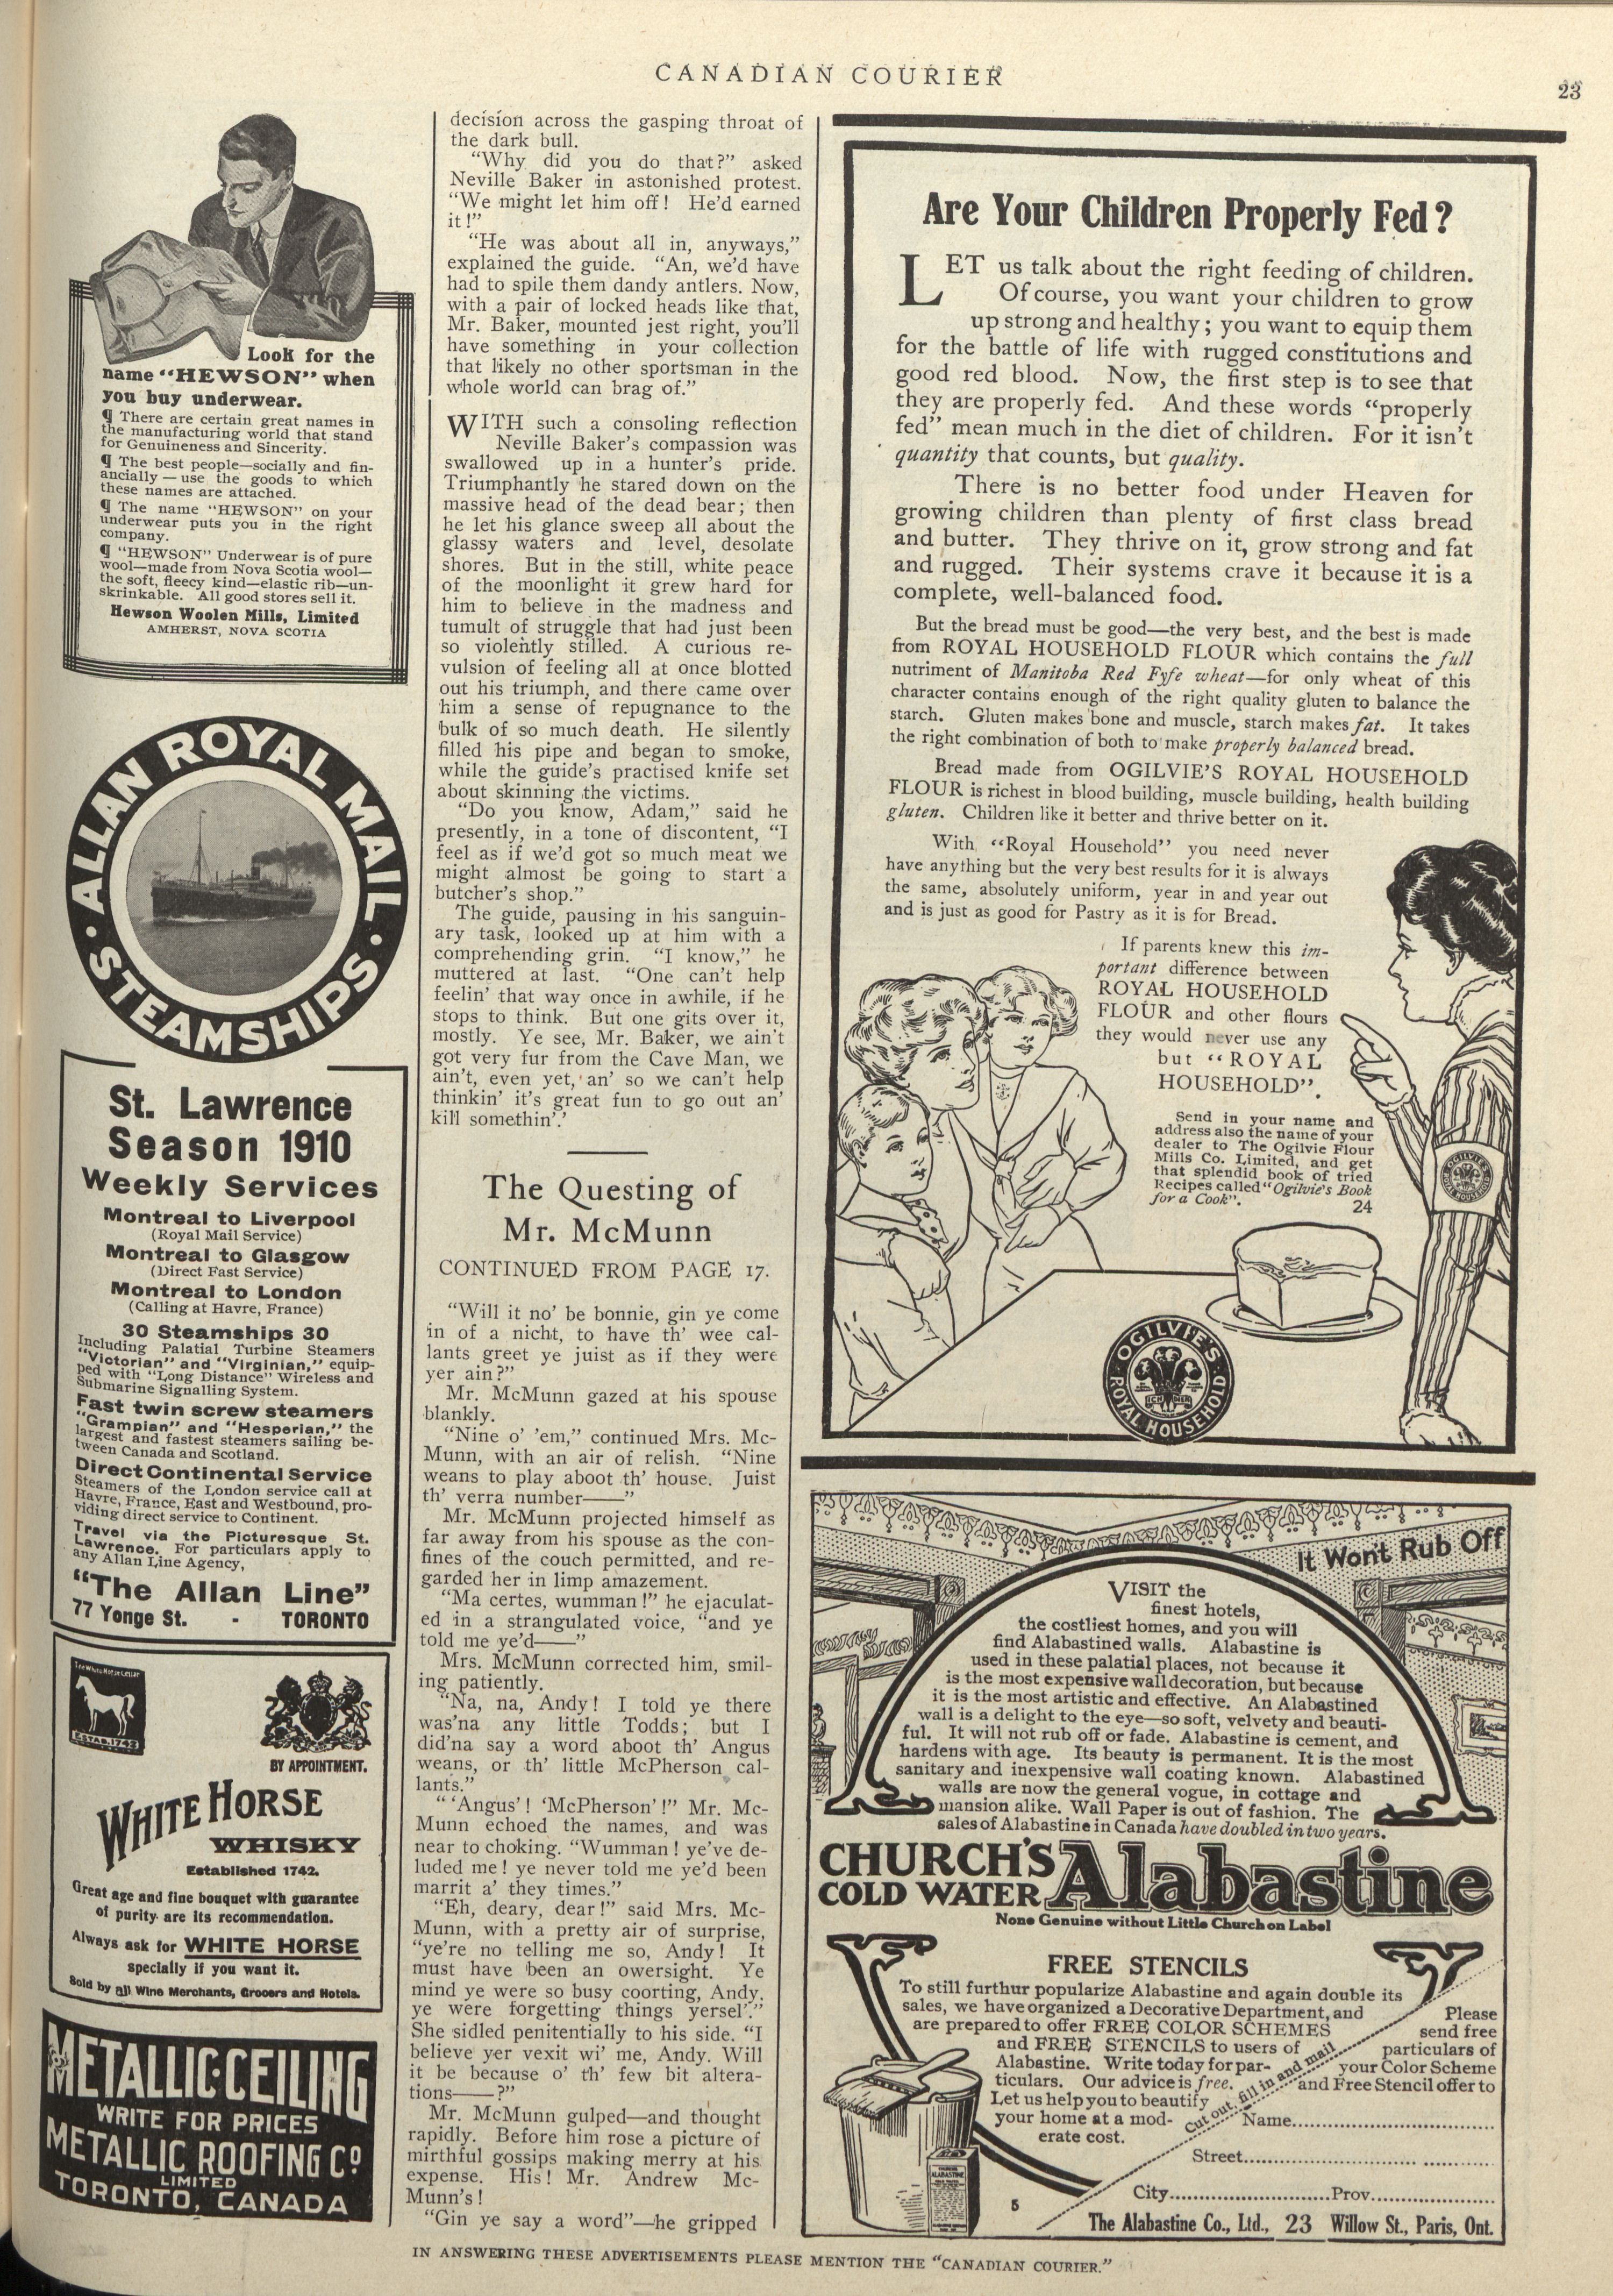 CANADIAN COURIER
23
Look for the
name "HEWSON" when
you buy underwear.
¶ There are certain great names in
the manufacturing world that stand
for Genuineness and Sincerity.
¶ The best people—socially and fin-
ancially—use the goods to which
these names are attached.
¶ The name "HEWSON" on your
underwear puts you in the right
company.
¶ "HEWSON" Underwear is of pure
wool—made from Nova Scotia wool—
the soft, fleecy kind—elastic rib—un-
skrinkable. All good stores sell it.
Hewson Woolen Mills, Limited
AMHERST, NOVA SCOTIA
ALLAN ROYAL MAIL
STEAMSHIPS
St. Lawrence
Season 1910
Weekly Services
Montreal to Liverpool
(Royal Mail Service)
Montreal to Glasgow
(Direct Fast Service)
Montreal to London
(Calling at Havre, France)
30 Steamships 30
Including Palatial Turbine Steamers
"Victorian" and "Virginian," equip-
ped with "Long Distance" Wireless and
Submarine Signalling System.
Fast twin screw steamers
"Grampian" and "Hesperian," the
largest and fastest steamers sailing be-
tween Canada and Scotland.
Direct Continental Service
Steamers of the London service call at
Havre, France, East and Westbound, pro-
viding direct service to Continent.
Travel via the Picturesque St.
Lawrence. For particulars apply to
any Allan Line Agency,
"The Allan Line"
77 Yonge St. - TORONTO
The White Horse Cellar
ESTAB. 1742
BY APPOINTMENT.
WHITE HORSE
WHISKY
Established 1742.
Great age and fine bouquet with guarantee
of purity are its recommendation.
Always ask for WHITE HORSE
specially if you want it.
Sold by all Wine Merchants, Grocers and Hotels.
METALLIC-CEILING
WRITE FOR PRICES
METALLIC ROOFING Co
LIMITED
TORONTO, CANADA
decision across the gasping throat of
the dark bull.
"Why did you do that?" asked
Neville Baker in astonished protest.
"We might let him off! He'd earned
it!"
"He was about all in, anyways,"
explained the guide. "An, we'd have
had to spile them dandy antlers. Now,
with a pair of locked heads like that,
Mr. Baker, mounted jest right, you'll
have something in your collection
that likely no other sportsman in the
whole world can brag of."
WITH such a consoling reflection
Neville Baker's compassion was
swallowed up in a hunter's pride.
Triumphantly he stared down on the
massive head of the dead bear; then
he let his glance sweep all about the
glassy waters and level, desolate
shores. But in the still, white peace
of the moonlight it grew hard for
him to believe in the madness and
tumult of struggle that had just been
so violently stilled. A curious re-
vulsion of feeling all at once blotted
out his triumph, and there came over
him a sense of repugnance to the
bulk of so much death. He silently
filled his pipe and began to smoke,
while the guide's practised knife set
about skinning the victims.
"Do you know, Adam," said he
presently, in a tone of discontent, "I
feel as if we'd got so much meat we
might almost be going to start a
butcher's shop."
The guide, pausing in his sanguin-
ary task, looked up at him with a
comprehending grin. "I know," he
muttered at last. "One can't help
feelin' that way once in awhile, if he
stops to think. But one gits over it,
mostly. Ye see, Mr. Baker, we ain't
got very fur from the Cave Man, we
ain't, even yet, an' so we can't help
thinkin' it's great fun to go out an'
kill somethin'.'
The Questing of
Mr. McMunn
CONTINUED FROM PAGE 17.
"Will it no' be bonnie, gin ye come
in of a nicht, to have th' wee cal-
lants greet ye juist as if they were
yer ain?"
Mr. McMunn gazed at his spouse
blankly.
"Nine o' 'em," continued Mrs. Mc-
Munn, with an air of relish. "Nine
weans to play aboot th' house. Juist
th' verra number——"
Mr. McMunn projected himself as
far away from his spouse as the con-
fines of the couch permitted, and re-
garded her in limp amazement.
"Ma certes, wumman!" he ejaculat-
ed in a strangulated voice, "and ye
told me ye'd——"
Mrs. McMunn corrected him, smil-
ing patiently.
"Na, na, Andy! I told ye there
was'na any little Todds; but I
did'na say a word aboot th' Angus
weans, or th' little McPherson cal-
lants."
"'Angus'! 'McPherson'!" Mr. Mc-
Munn echoed the names, and was
near to choking. "Wumman! ye've de-
luded me! ye never told me ye'd been
marrit a' they times."
"Eh, deary, dear!" said Mrs. Mc-
Munn, with a pretty air of surprise,
"ye're no telling me so, Andy! It
must have been an owersight. Ye
mind ye were so busy coorting, Andy,
ye were forgetting things yersel'."
She sidled penitentially to his side. "I
believe yer vexit wi' me, Andy. Will
it be because o' th' few bit altera-
tions——?"
Mr. McMunn gulped—and thought
rapidly. Before him rose a picture of
mirthful gossips making merry at his
expense. His! Mr. Andrew Mc-
Munn's!
"Gin ye say a word"—he gripped
Are Your Children Properly Fed?
LET us talk about the right feeding of children.
Of course, you want your children to grow
up strong and healthy; you want to equip them
for the battle of life with rugged constitutions and
good red blood. Now, the first step is to see that
they are properly fed. And these words "properly
fed" mean much in the diet of children. For it isn't
quantity that counts, but quality.
There is no better food under Heaven for
growing children than plenty of first class bread
and butter. They thrive on it, grow strong and fat
and rugged. Their systems crave it because it is a
complete, well-balanced food.
But the bread must be good—the very best, and the best is made
from ROYAL HOUSEHOLD FLOUR which contains the full
nutriment of Manitoba Red Fyfe wheat—for only wheat of this
character contains enough of the right quality gluten to balance the
starch. Gluten makes bone and muscle, starch makes fat. It takes
the right combination of both to make properly balanced bread.
Bread made from OGILVIE'S ROYAL HOUSEHOLD
FLOUR is richest in blood building, muscle building, health building
gluten. Children like it better and thrive better on it.
With "Royal Household" you need never
have anything but the very best results for it is always
the same, absolutely uniform, year in and year out
and is just as good for Pastry as it is for Bread.
If parents knew this im-
portant difference between
ROYAL HOUSEHOLD
FLOUR and other flours
they would never use any
but "ROYAL
HOUSEHOLD".
Send in your name and
address also the name of your
dealer to The Ogilvie Flour
Mills Co. Limited, and get
that splendid book of tried
Recipes called "Ogilvie's Book
for a Cook".
24
OGILVIE'S
ROYAL HOUSEHOLD
OGILVIE'S
ROYAL HOUSEHOLD
It Won't Rub Off
VISIT the
finest hotels,
the costliest homes, and you will
find Alabastined walls. Alabastine is
used in these palatial places, not because it
is the most expensive wall decoration, but because
it is the most artistic and effective. An Alabastined
wall is a delight to the eye—so soft, velvety and beauti-
ful. It will not rub off or fade. Alabastine is cement, and
hardens with age. Its beauty is permanent. It is the most
sanitary and inexpensive wall coating known. Alabastined
walls are now the general vogue, in cottage and
mansion alike. Wall Paper is out of fashion. The
sales of Alabastine in Canada have doubled in two years.
CHURCH'S
COLD WATER
Alabastine
None Genuine without Little Church on Label
FREE STENCILS
To still furthur popularize Alabastine and again double its
sales, we have organized a Decorative Department, and
are prepared to offer FREE COLOR SCHEMES
and FREE STENCILS to users of
Alabastine. Write today for par-
ticulars. Our advice is free.
Let us help you to beautify
your home at a mod-
erate cost.
cut out, fill in and mail
Please
send free
particulars of
your Color Scheme
and Free Stencil offer to
Name
Street
City Prov.
ALABASTINE
5
The Alabastine Co., Ltd., 23 Willow St., Paris, Ont.
IN ANSWERING THESE ADVERTISEMENTS PLEASE MENTION THE "CANADIAN COURIER."